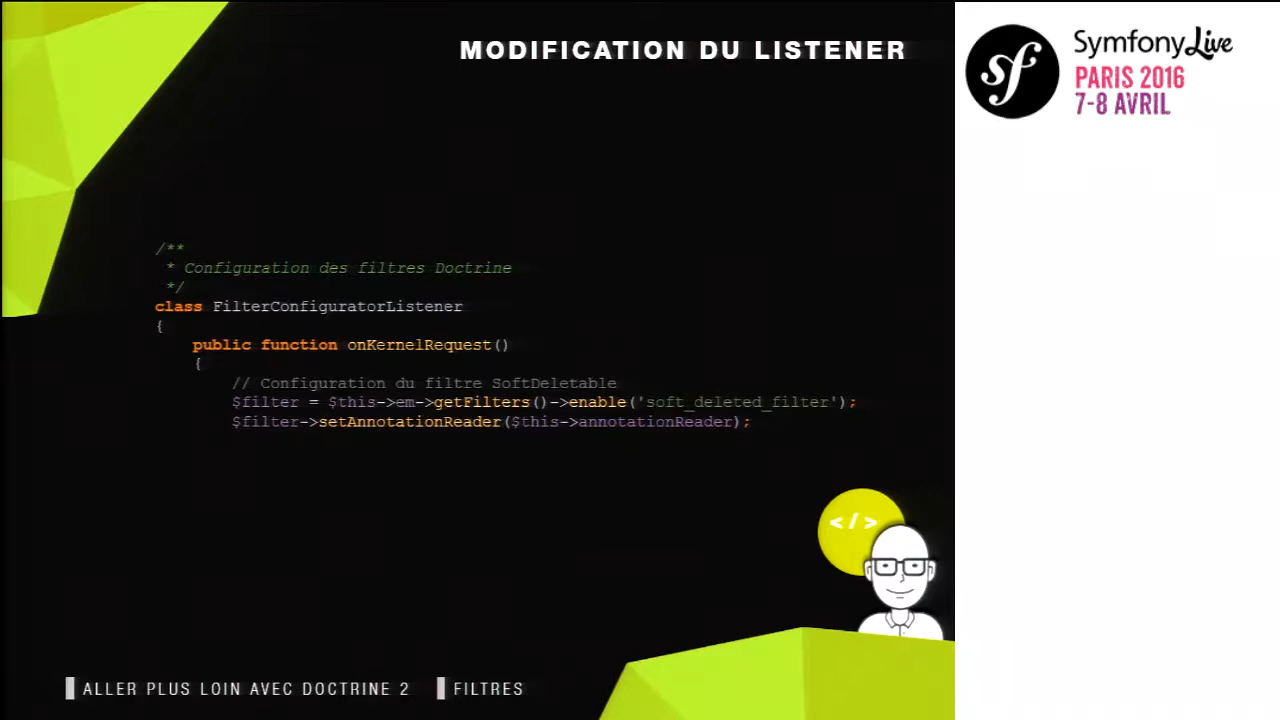 MODIFICATION DU LISTENER
/**
 * Configuration des filtres Doctrine
 */
class FilterConfiguratorListener
{
    public function onKernelRequest()
    {
        // Configuration du filtre SoftDeletable
        $filter = $this->em->getFilters()->enable('soft_deleted_filter');
        $filter->setAnnotationReader($this->annotationReader);
</>
ALLER PLUS LOIN AVEC DOCTRINE 2
FILTRES
sf
SymfonyLive
PARIS 2016
7-8 AVRIL